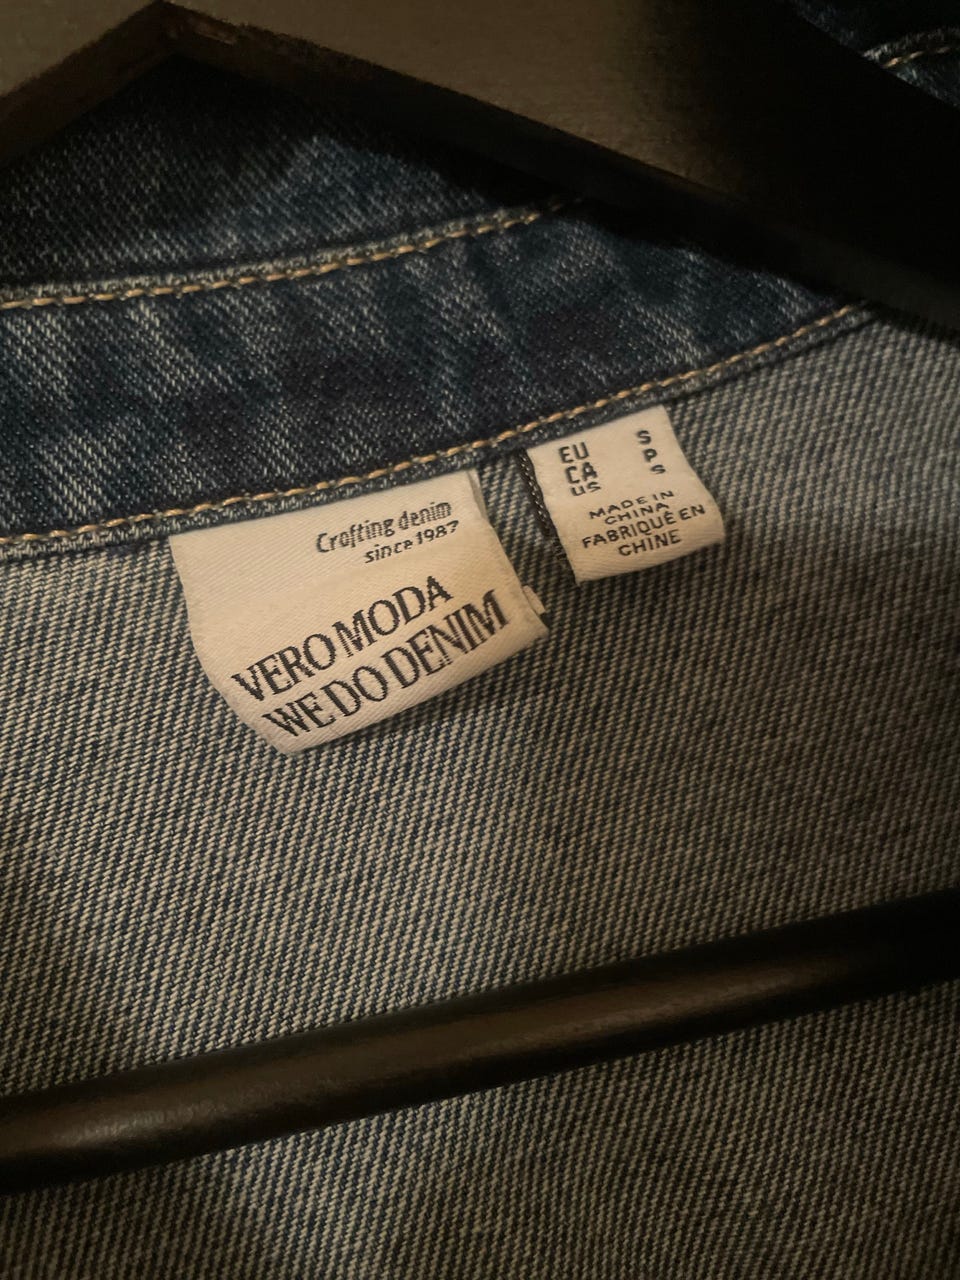 Crafting denim
since 1987
VERO MODA
WE DO DENIM
EU S
CA P
US S
MADE IN
CHINA
FABRIQUÉ EN
CHINE